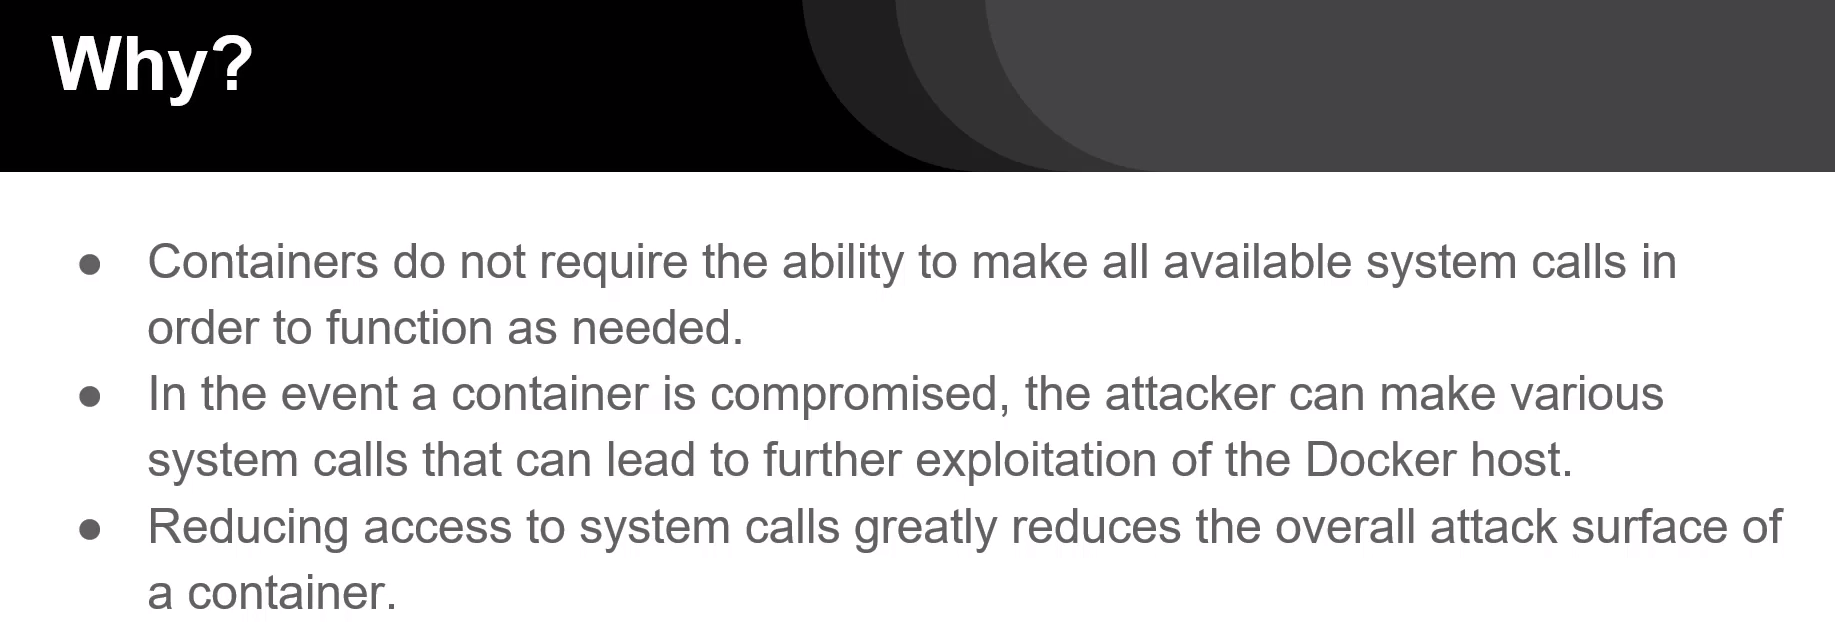 Why?
● Containers do not require the ability to make all available system calls in
order to function as needed.
● In the event a container is compromised, the attacker can make various
system calls that can lead to further exploitation of the Docker host.
● Reducing access to system calls greatly reduces the overall attack surface of
a container.